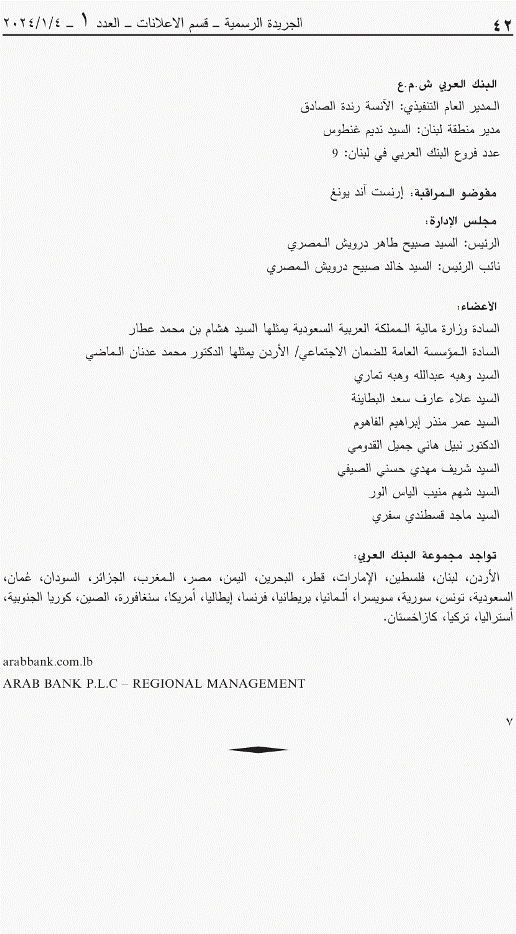 ٤٢
الجريدة الرسمية – قسم الاعلانات – العدد ١ – ٢٠٢٤/١/٤
البنك العربي ش.م.ع
المدير العام التنفيذي: الآنسة رندة الصادق
مدير منطقة لبنان: السيد نديم غنطوس
عدد فروع البنك العربي في لبنان: 9
مفوضو المراقبة: إرنست آند يونغ
مجلس الإدارة:
الرئيس: السيد صبيح طاهر درويش المصري
نائب الرئيس: السيد خالد صبيح درويش المصري
الأعضاء:
السادة وزارة مالية المملكة العربية السعودية يمثلها السيد هشام بن محمد عطار
السادة المؤسسة العامة للضمان الاجتماعي/ الأردن يمثلها الدكتور محمد عدنان الماضي
السيد وهبه عبدالله وهبه تماري
السيد علاء عارف سعد البطاينة
السيد عمر منذر إبراهيم الفاهوم
الدكتور نبيل هاني جميل القدومي
السيد شريف مهدي حسني الصيفي
السيد شهم منيب الياس الور
السيد ماجد قسطندي سفري
تواجد مجموعة البنك العربي:
الأردن، لبنان، فلسطين، الإمارات، قطر، البحرين، اليمن، مصر، المغرب، الجزائر، السودان، عُمان،
السعودية، تونس، سورية، سويسرا، ألمانيا، بريطانيا، فرنسا، إيطاليا، أمريكا، سنغافورة، الصين، كوريا الجنوبية،
أستراليا، تركيا، كازاخستان.
arabbank.com.lb
ARAB BANK P.L.C – REGIONAL MANAGEMENT
٧